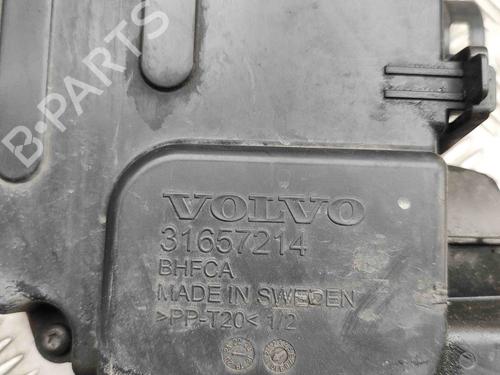 B-PARTS
VOLVO
31657214
BHFCA
MADE IN SWEDEN
>PP-T20< 1/2